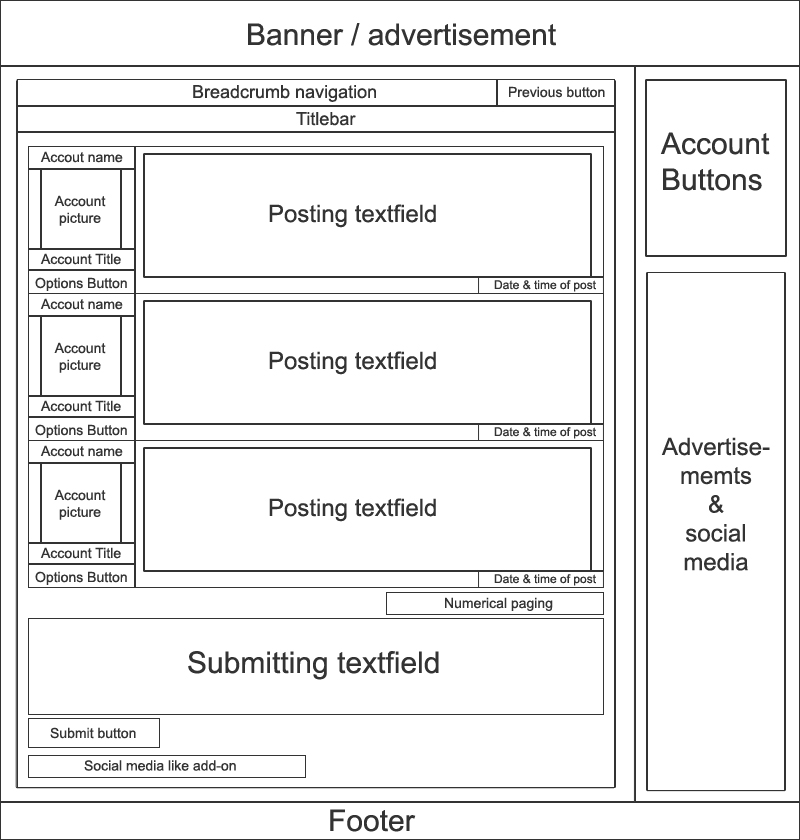 Banner / advertisement
Breadcrumb navigation
Previous button
Titlebar
Accout name
Account
picture
Account Title
Options Button
Posting textfield
Date & time of post
Accout name
Account
picture
Account Title
Options Button
Posting textfield
Date & time of post
Accout name
Account
picture
Account Title
Options Button
Posting textfield
Date & time of post
Numerical paging
Submitting textfield
Submit button
Social media like add-on
Account
Buttons
Advertise-
memts
&
social
media
Footer